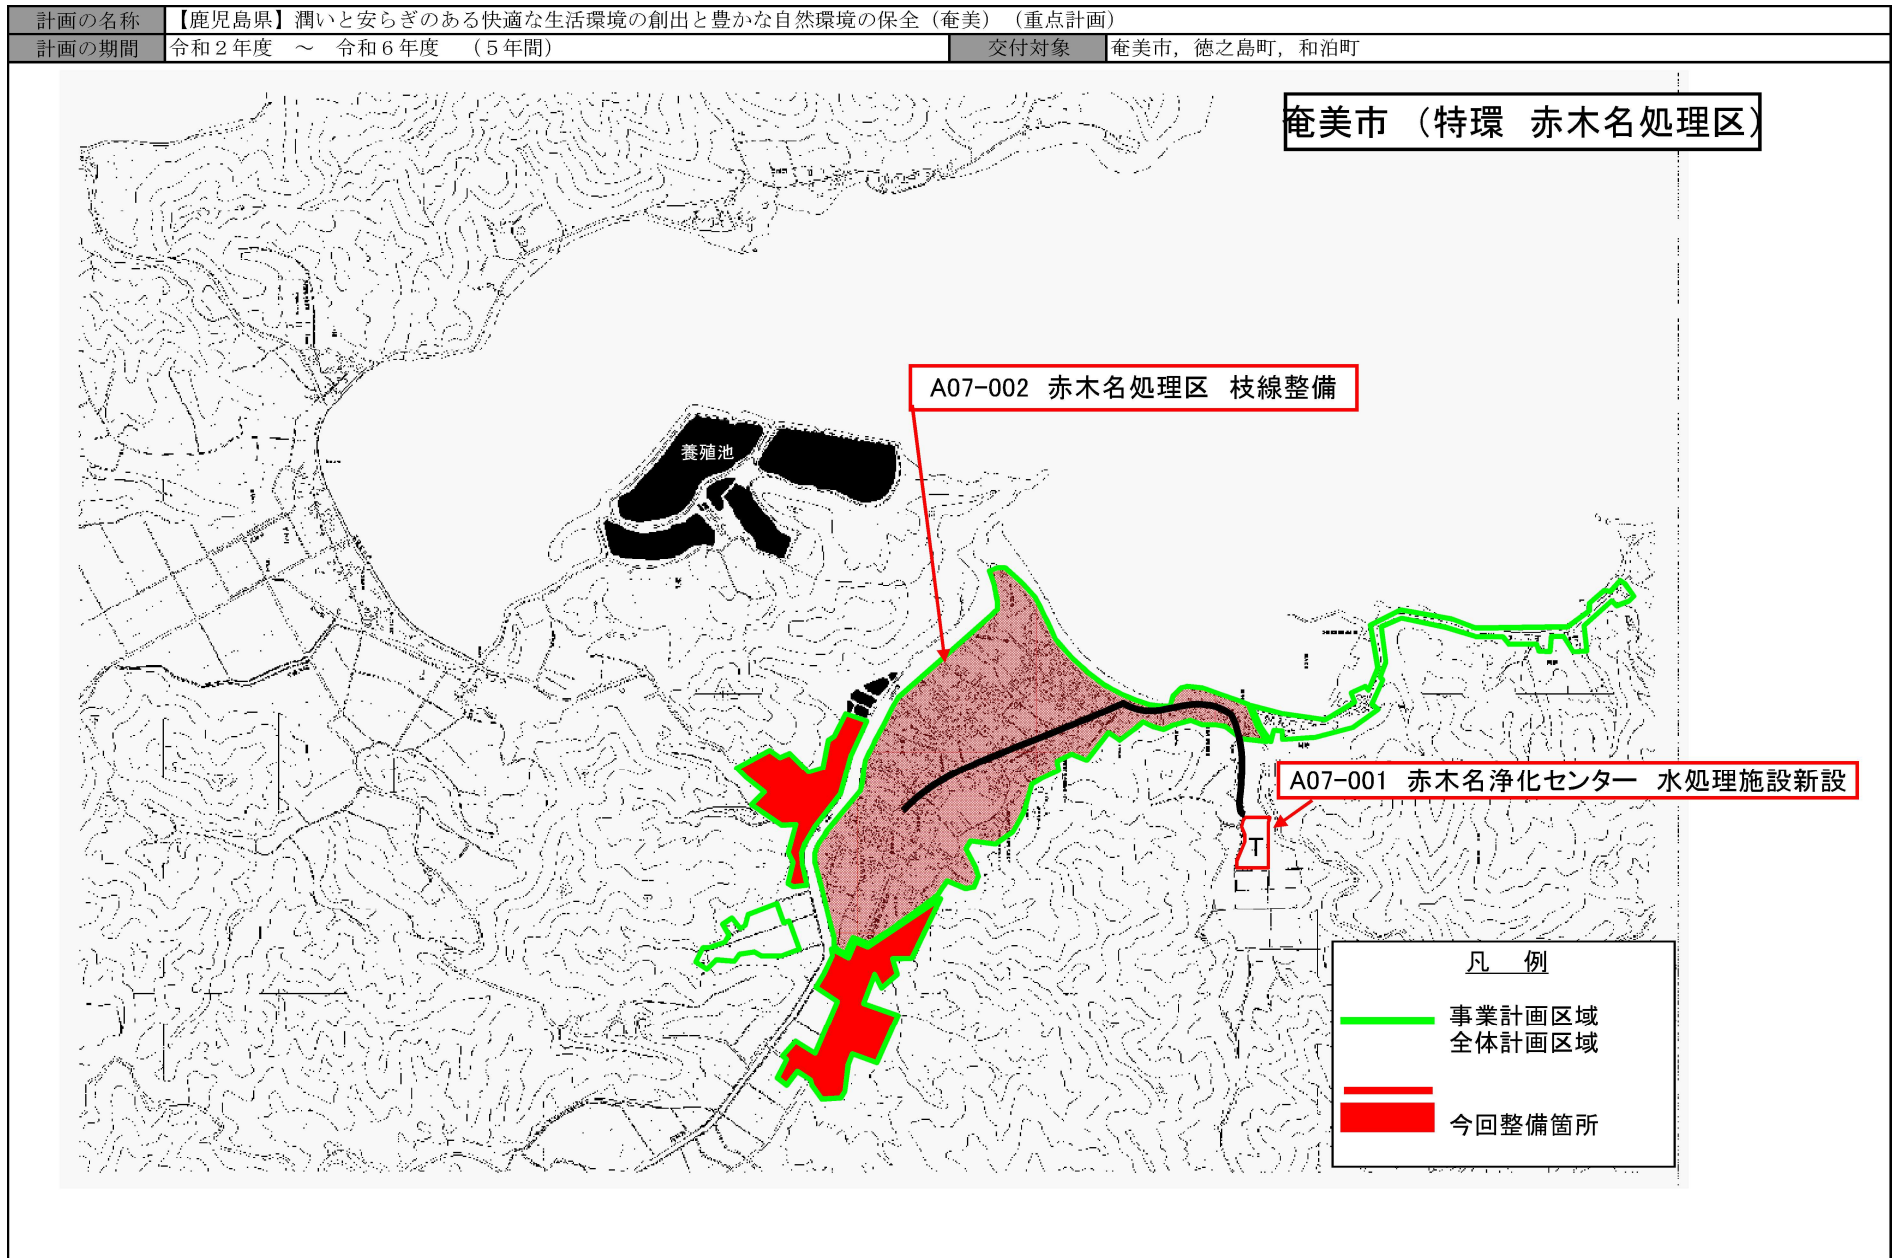 計画の名称 【鹿児島県】潤いと安らぎのある快適な生活環境の創出と豊かな自然環境の保全（奄美）（重点計画）
計画の期間 令和２年度　～　令和６年度　（５年間） 交付対象 奄美市，徳之島町，和泊町
奄美市　（特環　赤木名処理区）
A07-002　赤木名処理区　枝線整備
養殖池
A07-001　赤木名浄化センター　水処理施設新設
T
凡　例
事業計画区域
全体計画区域
今回整備箇所